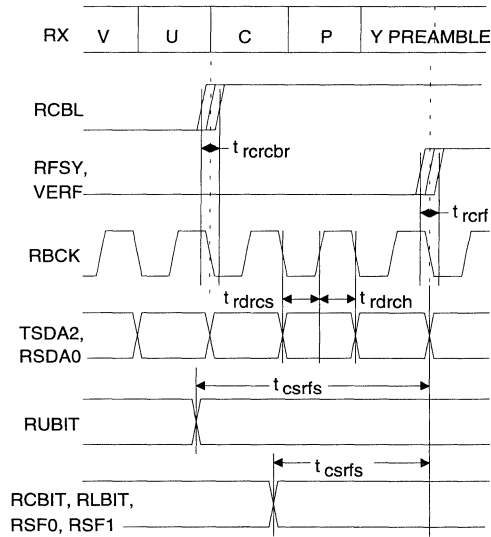 RX V U C P Y PREAMBLE
RCBL
t rcrcbr
RFSY,
VERF
t rcrf
RBCK
t rdrcs t rdrch
TSDA2,
RSDA0
t csrfs
RUBIT
t csrfs
RCBIT, RLBIT,
RSF0, RSF1